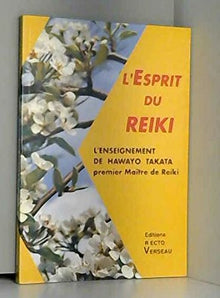 L'ESPRIT
DU
REIKI
L'ENSEIGNEMENT
DE HAWAYO TAKATA
premier Maître de Reiki
Editions
RECTO
VERSEAU